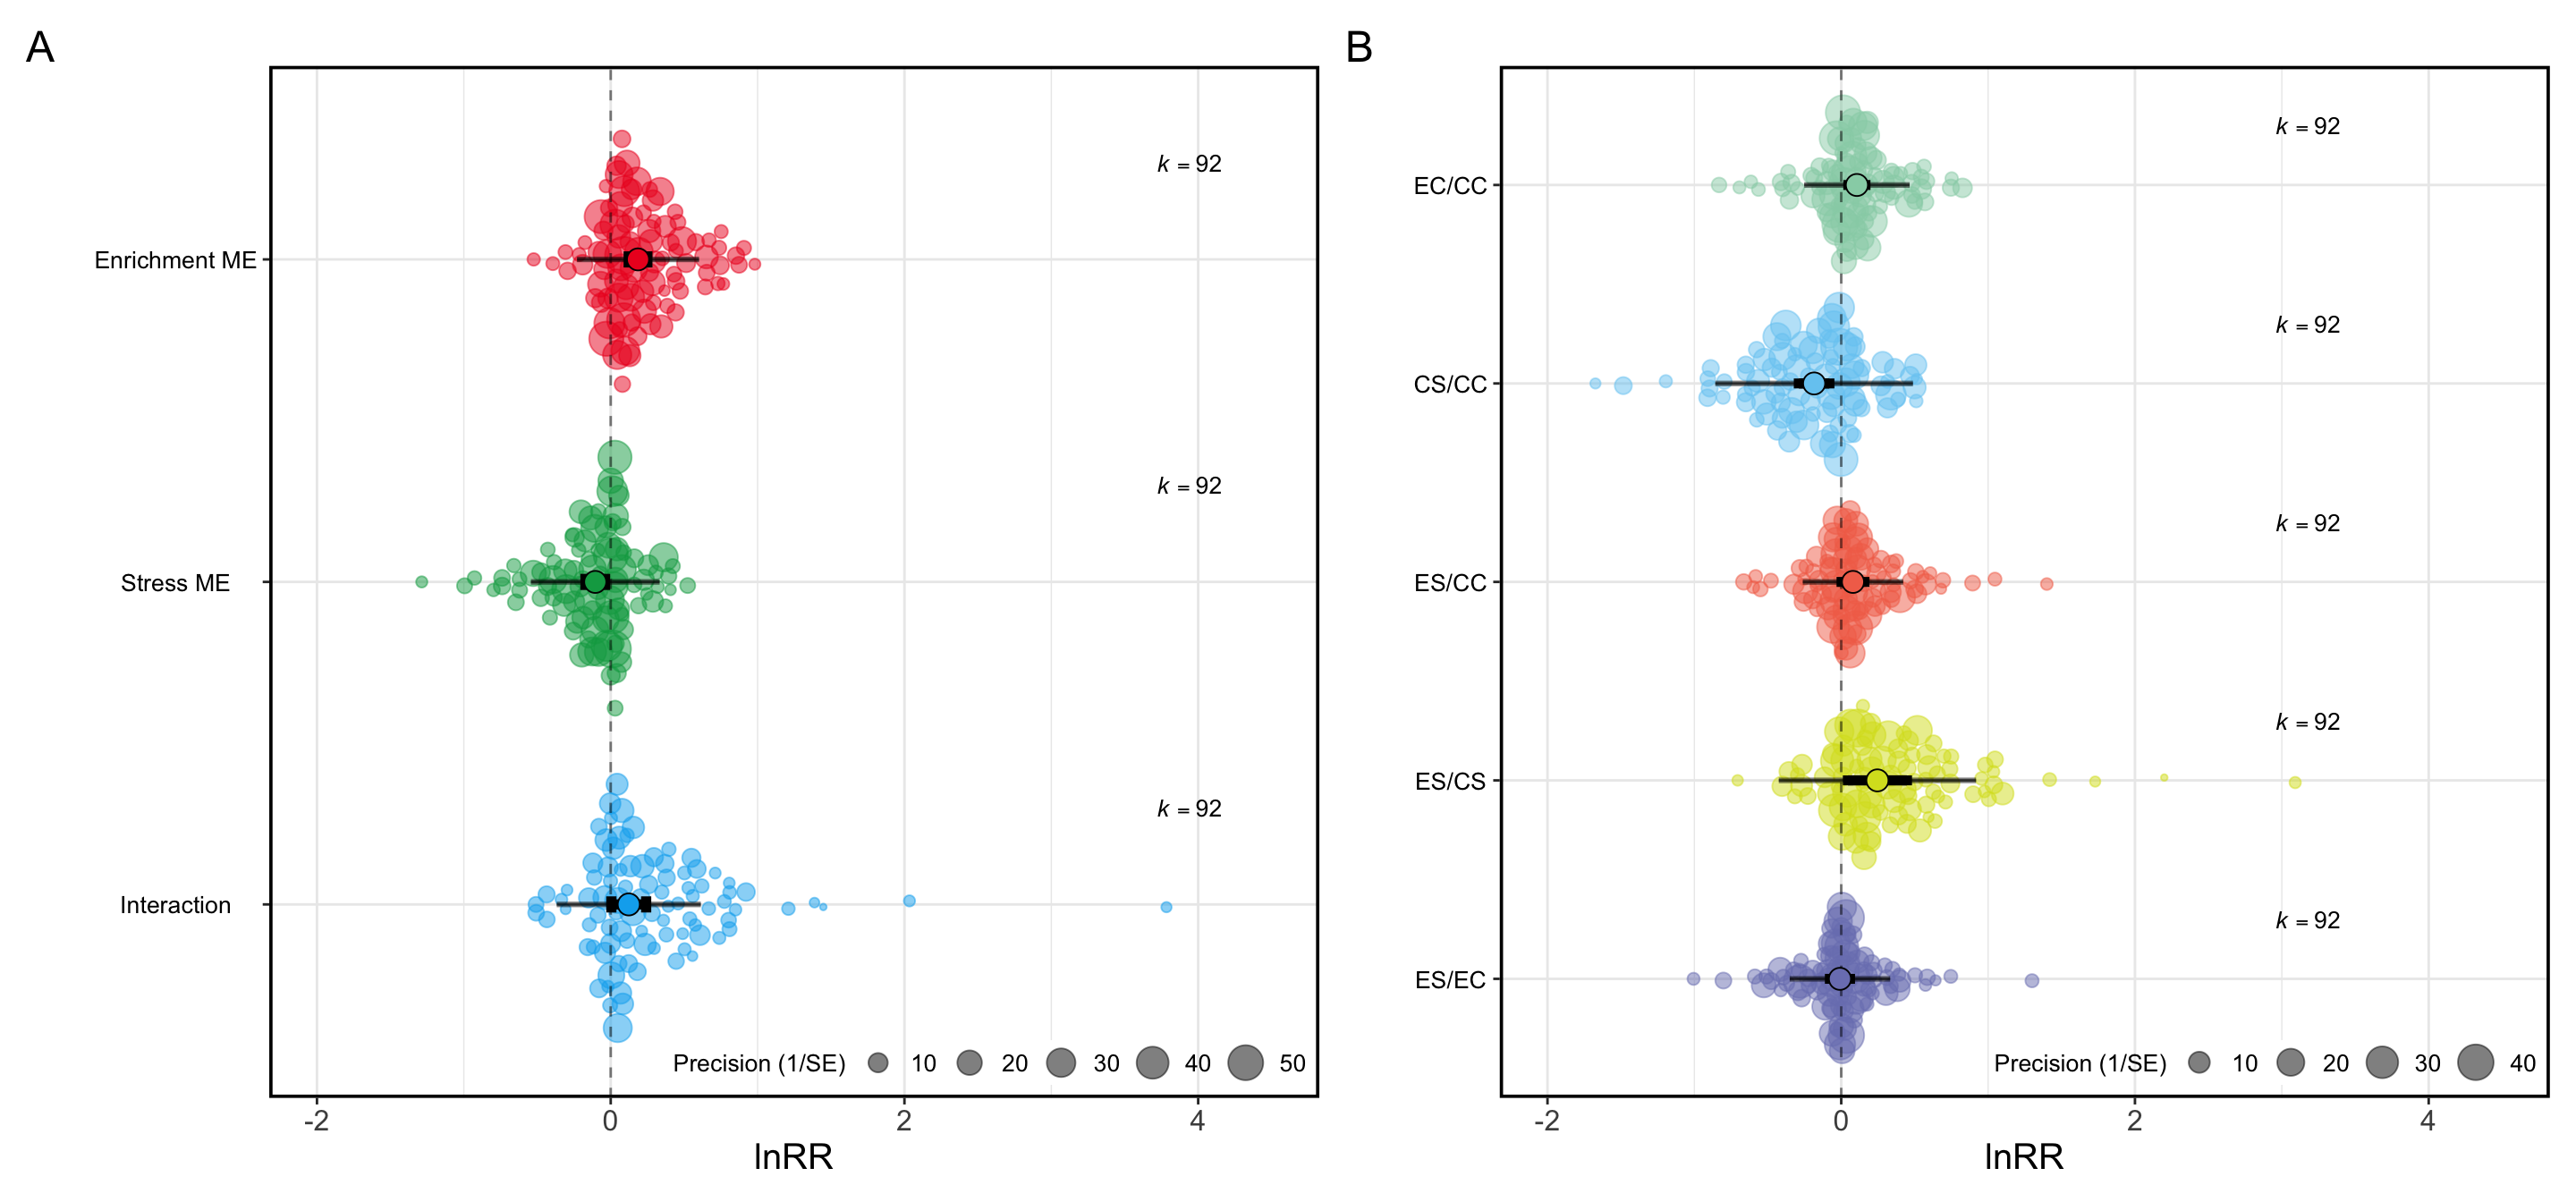 A
Enrichment ME
k = 92
Stress ME
k = 92
Interaction
k = 92
Precision (1/SE) 10 20 30 40 50
-2 0 2 4
lnRR
B
EC/CC
k = 92
CS/CC
k = 92
ES/CC
k = 92
ES/CS
k = 92
ES/EC
k = 92
Precision (1/SE) 10 20 30 40
-2 0 2 4
lnRR